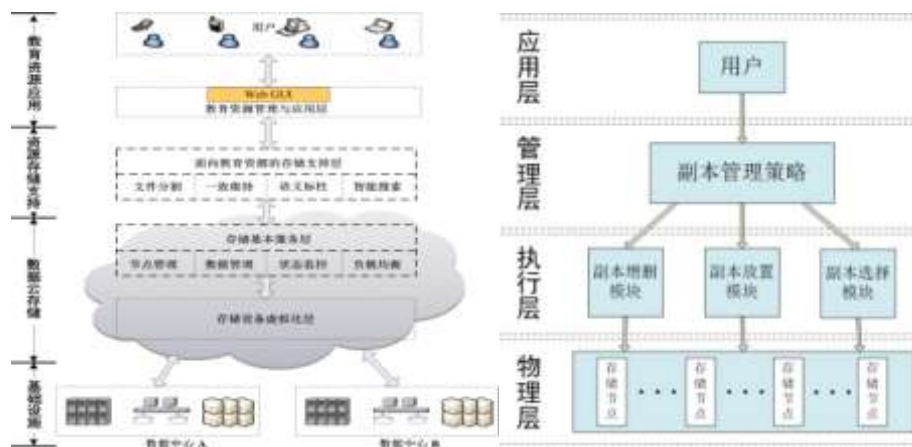 教育资源应用
资源存储支持
数据云存储
基础设施
用户
Web GUI
教育资源管理与应用层
面向教育资源的存储支持层
文件分割
一致维持
语义标注
智能搜索
存储基本服务层
节点管理
数据管理
状态监控
负载均衡
存储设备虚拟化层
数据中心 A
数据中心 B
应用层
用户
管理层
副本管理策略
执行层
副本增删
模块
副本放置
模块
副本选择
模块
物理层
存储节点
存储节点
存储节点
存储节点